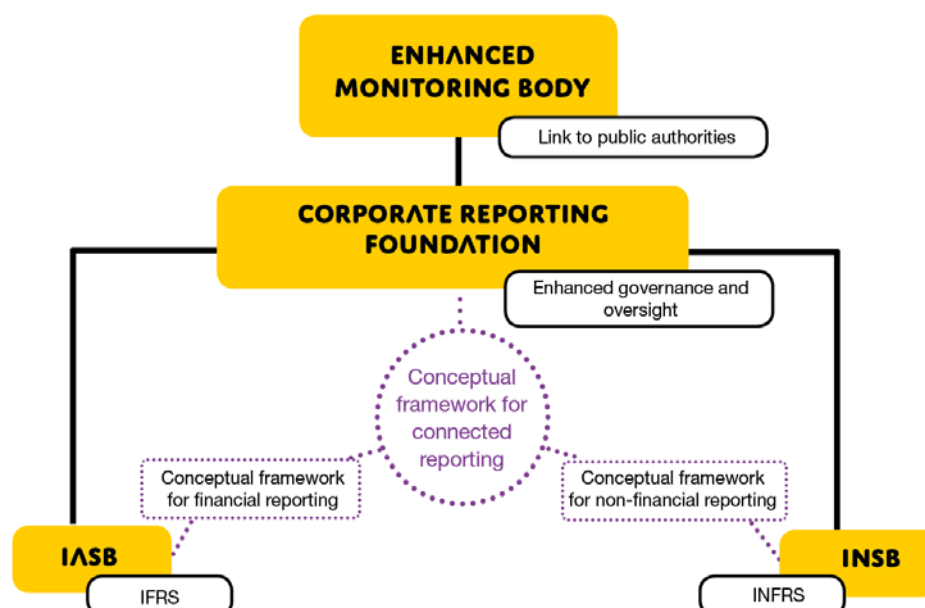 ENHANCED
MONITORING BODY
Link to public authorities
CORPORATE REPORTING
FOUNDATION
Enhanced governance and
oversight
Conceptual
framework for
connected
reporting
Conceptual framework
for financial reporting
Conceptual framework
for non-financial reporting
IASB
IFRS
INSB
INFRS